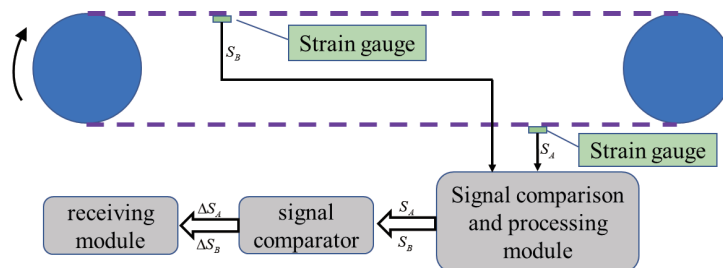 Strain gauge
S_B
S_A
Strain gauge
Signal comparison
and processing
module
S_A
S_B
signal
comparator
ΔS_A
ΔS_B
receiving
module